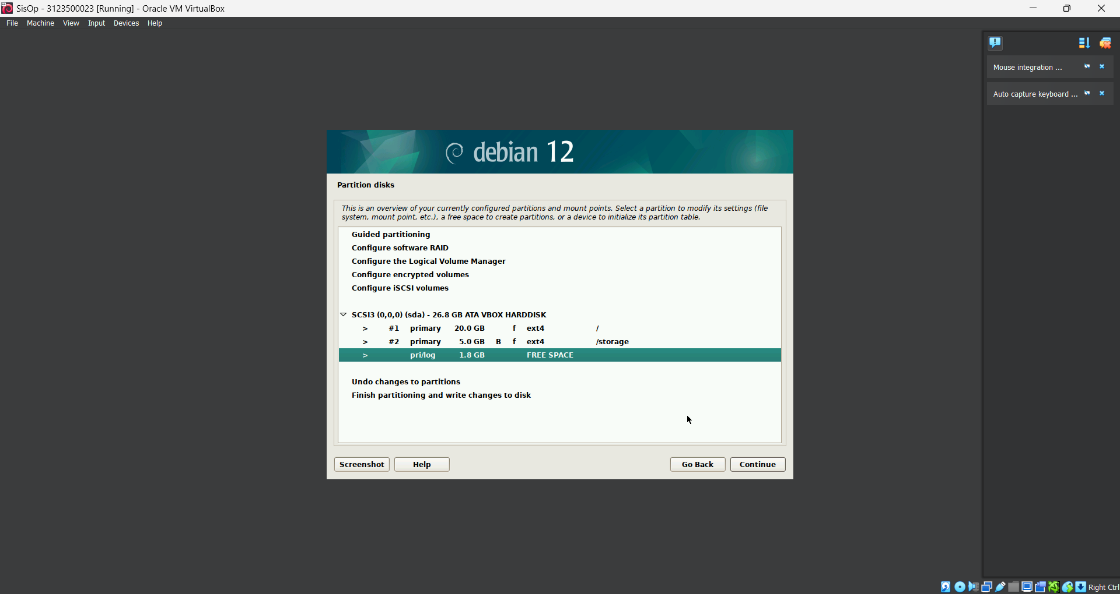 SisOp - 3123500023 [Running] - Oracle VM VirtualBox
File Machine View Input Devices Help
Mouse integration ...
Auto capture keyboard ...
debian 12
Partition disks
This is an overview of your currently configured partitions and mount points. Select a partition to modify its settings (file
system, mount point, etc.), a free space to create partitions, or a device to initialize its partition table.
Guided partitioning
Configure software RAID
Configure the Logical Volume Manager
Configure encrypted volumes
Configure iSCSI volumes
SCSI3 (0,0,0) (sda) - 26.8 GB ATA VBOX HARDDISK
> #1 primary 20.0 GB f ext4 /
> #2 primary 5.0 GB B f ext4 /storage
> pri/log 1.8 GB FREE SPACE
Undo changes to partitions
Finish partitioning and write changes to disk
Screenshot Help Go Back Continue
Right Ctrl